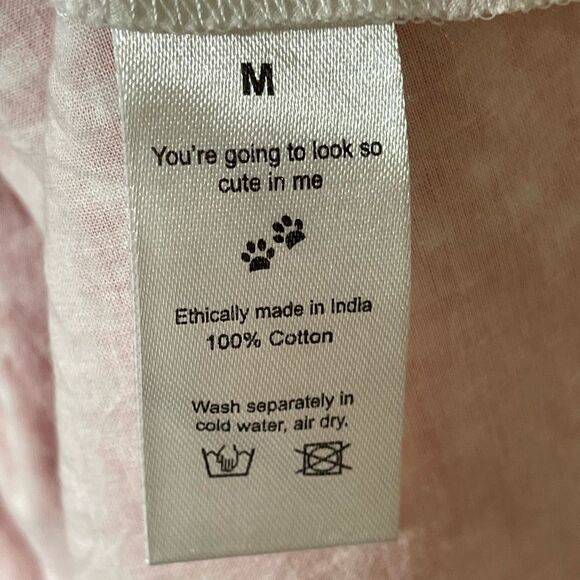 M
You're going to look so
cute in me
Ethically made in India
100% Cotton
Wash separately in
cold water, air dry.